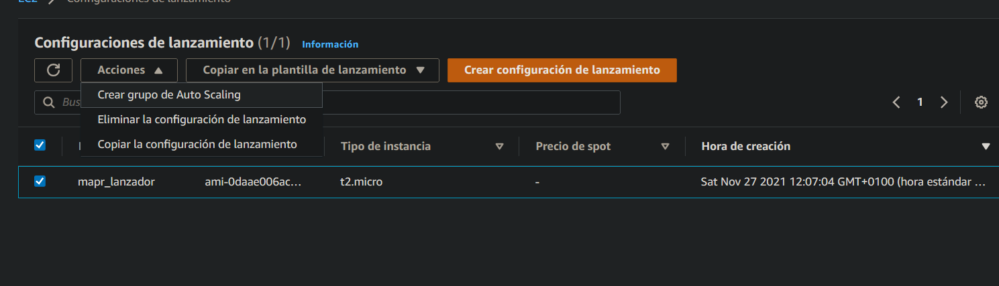 EC2 > Configuraciones de lanzamiento
Configuraciones de lanzamiento (1/1) Información
Acciones Copiar en la plantilla de lanzamiento Crear configuración de lanzamiento
Crear grupo de Auto Scaling
Bus 1
Eliminar la configuración de lanzamiento
Copiar la configuración de lanzamiento
Tipo de instancia Precio de spot Hora de creación
mapr_lanzador ami-0daae006ac... t2.micro - Sat Nov 27 2021 12:07:04 GMT+0100 (hora estándar ...